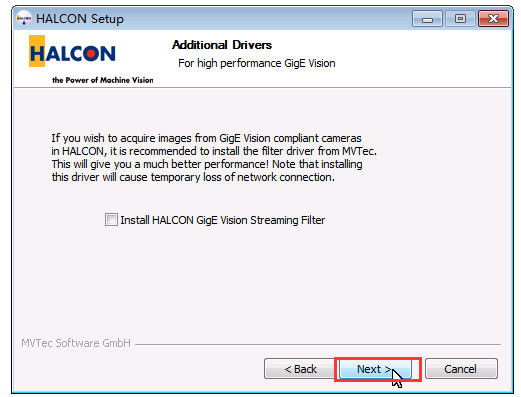 HALCON Setup
HALCON
the Power of Machine Vision
Additional Drivers
For high performance GigE Vision
If you wish to acquire images from GigE Vision compliant cameras
in HALCON, it is recommended to install the filter driver from MVTec.
This will give you a much better performance! Note that installing
this driver will cause temporary loss of network connection.
Install HALCON GigE Vision Streaming Filter
MVTec Software GmbH
< Back
Next >
Cancel